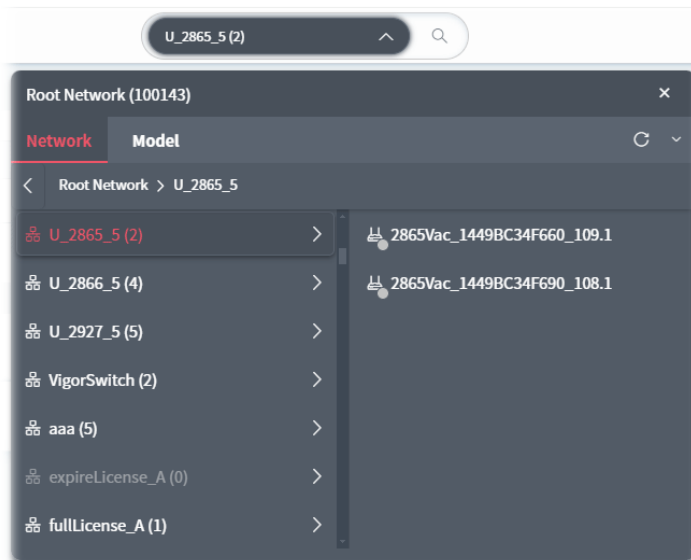 U_2865_5 (2)
Root Network (100143)
Network Model
Root Network > U_2865_5
U_2865_5 (2)
U_2866_5 (4)
U_2927_5 (5)
VigorSwitch (2)
aaa (5)
expireLicense_A (0)
fullLicense_A (1)
2865Vac_1449BC34F660_109.1
2865Vac_1449BC34F690_108.1